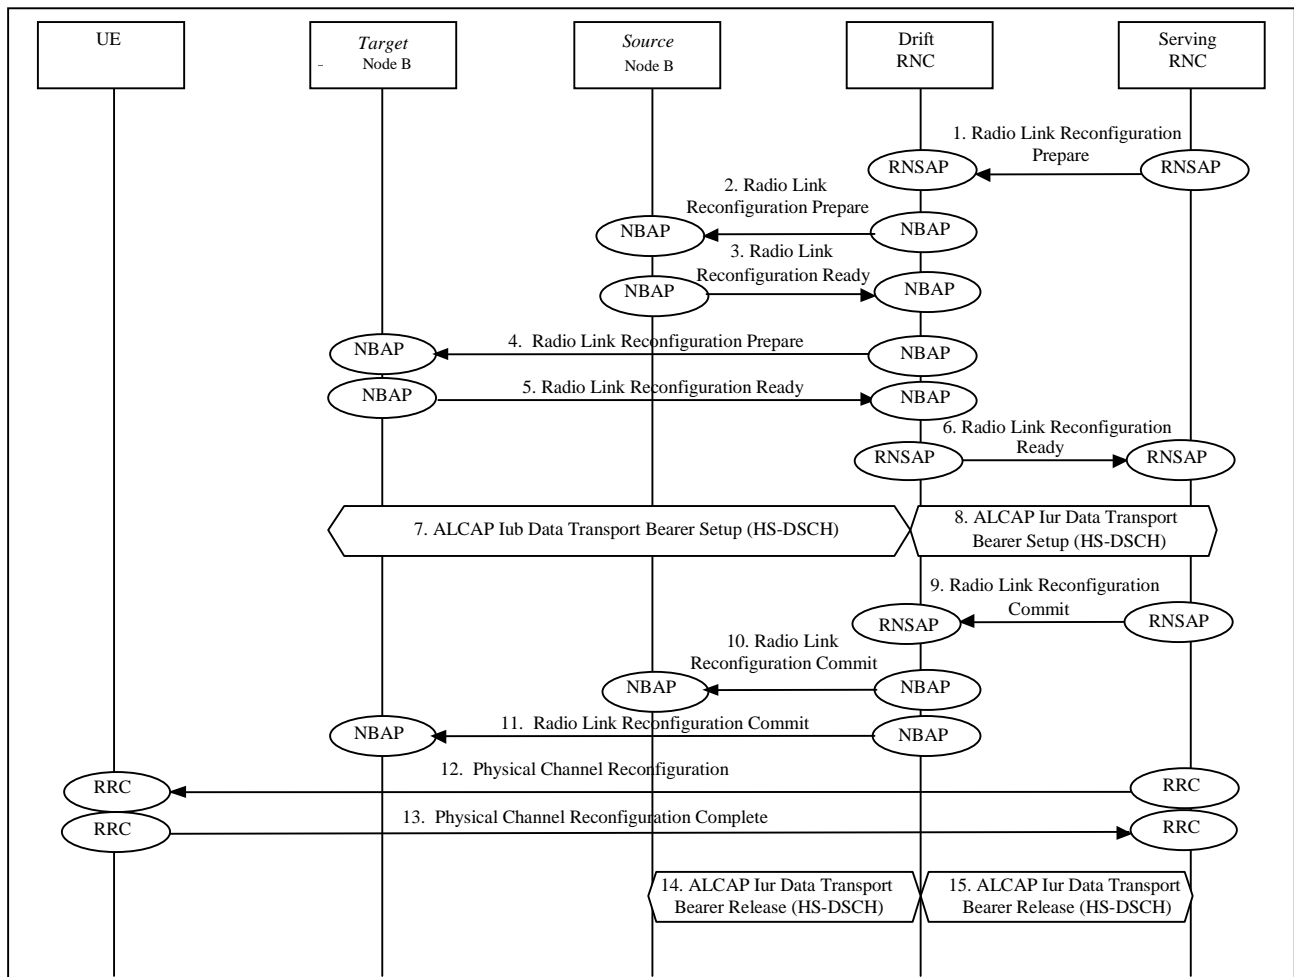 UE
Target
Node B
Source
Node B
Drift
RNC
Serving
RNC
1. Radio Link Reconfiguration
Prepare
RNSAP
RNSAP
2. Radio Link
Reconfiguration Prepare
NBAP
NBAP
3. Radio Link
Reconfiguration Ready
NBAP
NBAP
NBAP
4. Radio Link Reconfiguration Prepare
NBAP
NBAP
5. Radio Link Reconfiguration Ready
NBAP
6. Radio Link Reconfiguration
Ready
RNSAP
RNSAP
7. ALCAP Iub Data Transport Bearer Setup (HS-DSCH)
8. ALCAP Iur Data Transport
Bearer Setup (HS-DSCH)
9. Radio Link Reconfiguration
Commit
RNSAP
RNSAP
10. Radio Link
Reconfiguration Commit
NBAP
NBAP
NBAP
11. Radio Link Reconfiguration Commit
NBAP
12. Physical Channel Reconfiguration
RRC
RRC
RRC
13. Physical Channel Reconfiguration Complete
RRC
14. ALCAP Iur Data Transport
Bearer Release (HS-DSCH)
15. ALCAP Iur Data Transport
Bearer Release (HS-DSCH)